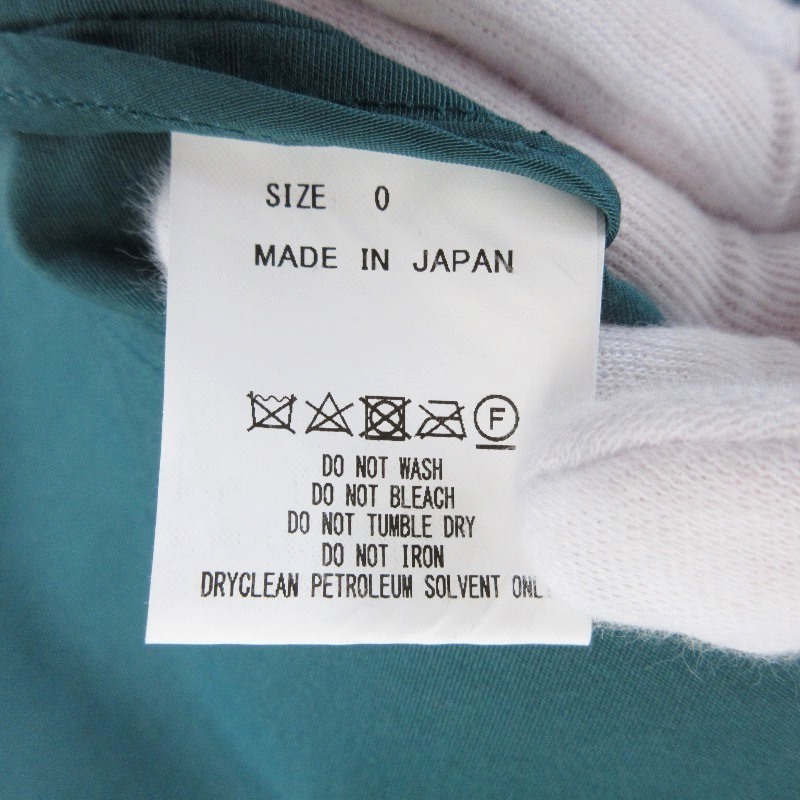 SIZE 0
MADE IN JAPAN
F
DO NOT WASH
DO NOT BLEACH
DO NOT TUMBLE DRY
DO NOT IRON
DRYCLEAN PETROLEUM SOLVENT